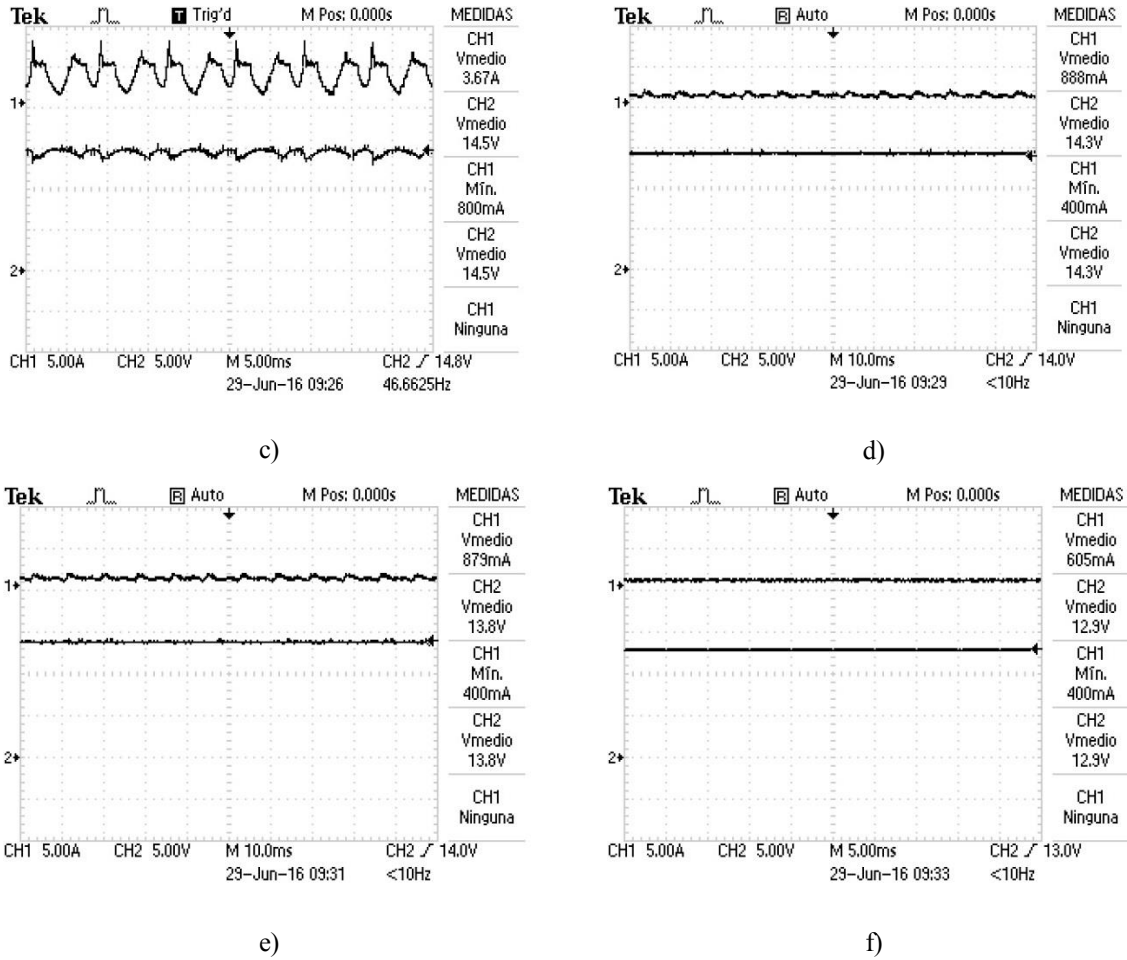 Tek T Trig'd M Pos: 0.000s MEDIDAS
CH1
Vmedio
3.67A
CH2
Vmedio
14.5V
CH1
Mín.
800mA
CH2
Vmedio
14.5V
CH1
Ninguna
1
2
CH1 5.00A CH2 5.00V M 5.00ms CH2 14.8V
29-Jun-16 09:26 46.6625Hz
c)
Tek R Auto M Pos: 0.000s MEDIDAS
CH1
Vmedio
888mA
CH2
Vmedio
14.3V
CH1
Mín.
400mA
CH2
Vmedio
14.3V
CH1
Ninguna
1
2
CH1 5.00A CH2 5.00V M 10.0ms CH2 14.0V
29-Jun-16 09:29 <10Hz
d)
Tek R Auto M Pos: 0.000s MEDIDAS
CH1
Vmedio
879mA
CH2
Vmedio
13.8V
CH1
Mín.
400mA
CH2
Vmedio
13.8V
CH1
Ninguna
1
2
CH1 5.00A CH2 5.00V M 10.0ms CH2 14.0V
29-Jun-16 09:31 <10Hz
e)
Tek R Auto M Pos: 0.000s MEDIDAS
CH1
Vmedio
605mA
CH2
Vmedio
12.9V
CH1
Mín.
400mA
CH2
Vmedio
12.9V
CH1
Ninguna
1
2
CH1 5.00A CH2 5.00V M 5.00ms CH2 13.0V
29-Jun-16 09:33 <10Hz
f)